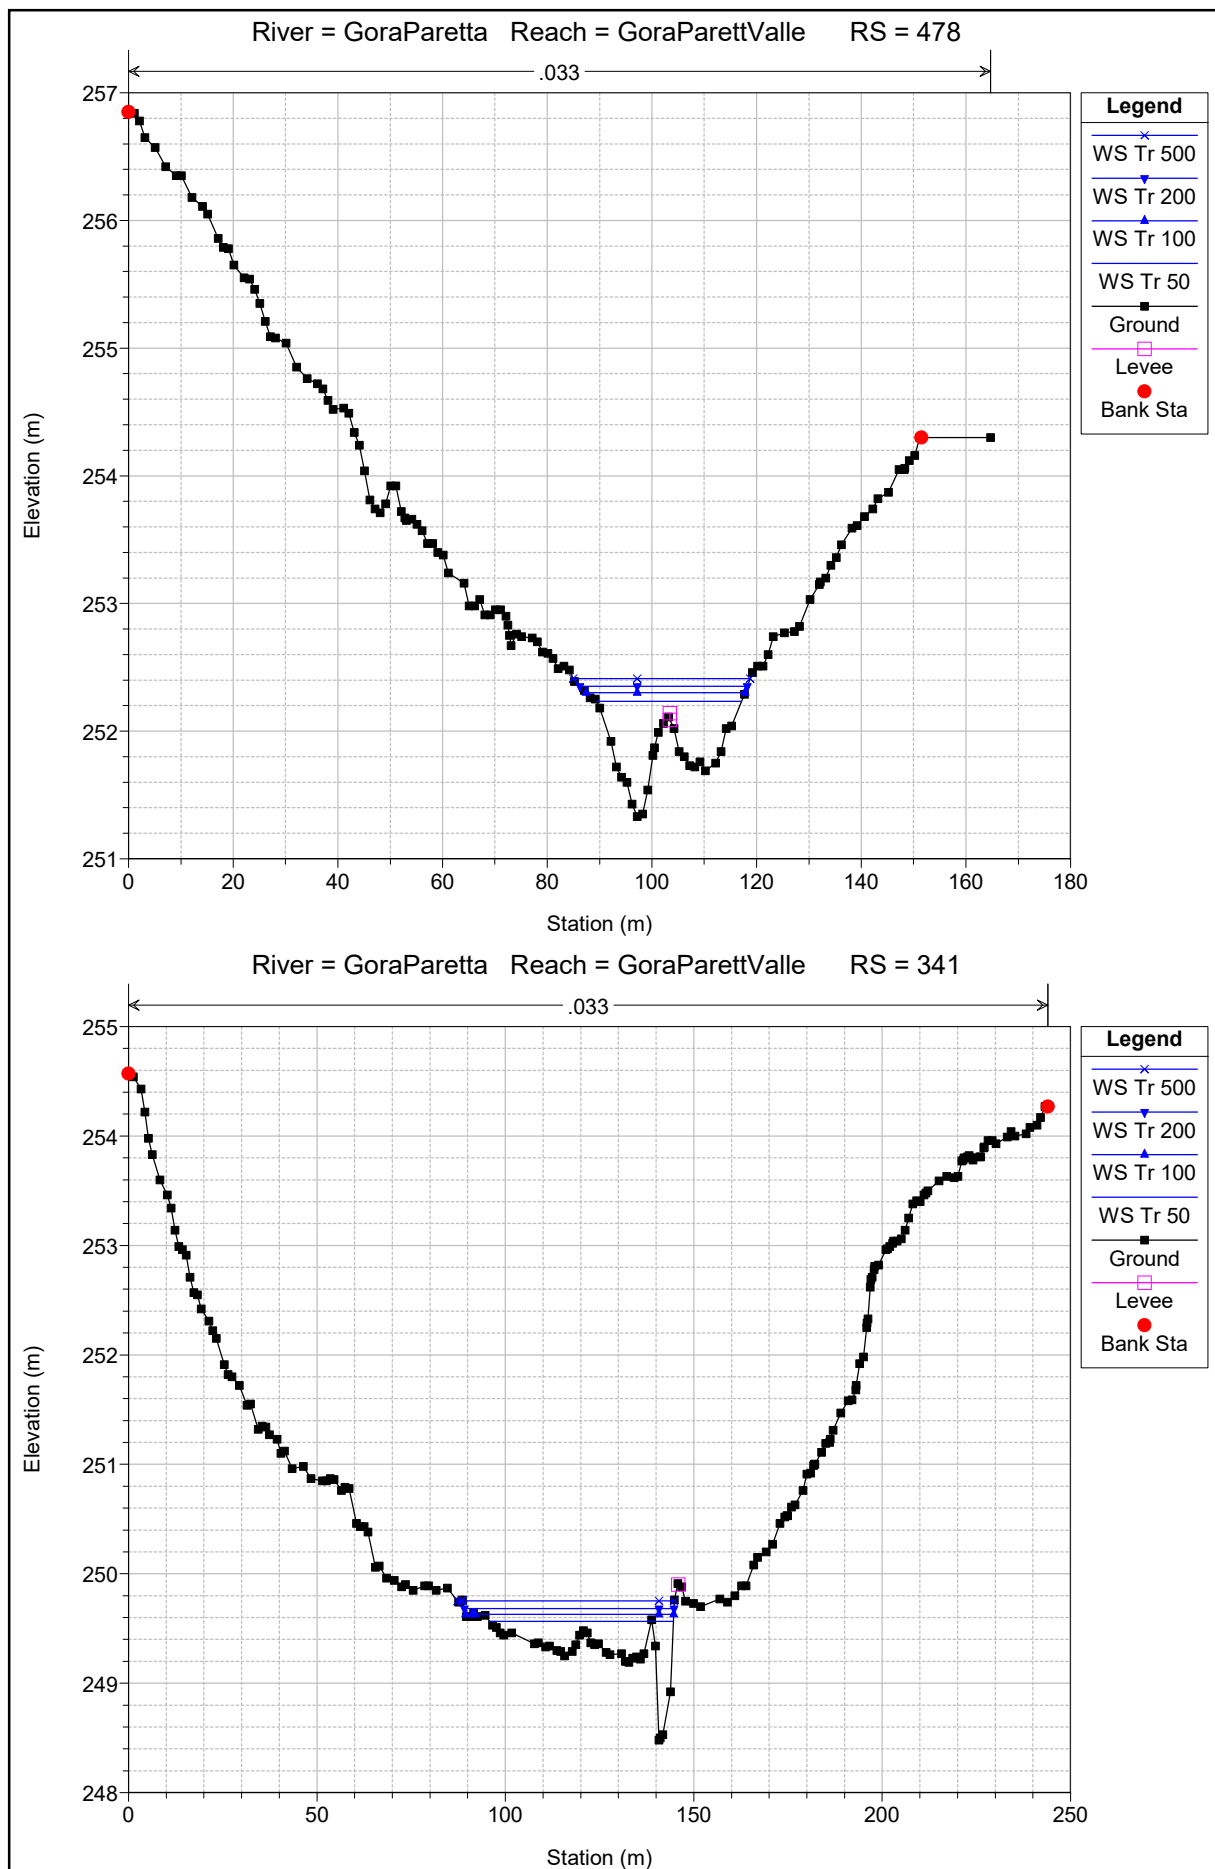 River = GoraParetta Reach = GoraParettValle RS = 478
.033
257
256
255
254
253
252
251
Elevation (m)
0 20 40 60 80 100 120 140 160 180
Station (m)
Legend
WS Tr 500
WS Tr 200
WS Tr 100
WS Tr 50
Ground
Levee
Bank Sta
River = GoraParetta Reach = GoraParettValle RS = 341
.033
255
254
253
252
251
250
249
248
Elevation (m)
0 50 100 150 200 250
Station (m)
Legend
WS Tr 500
WS Tr 200
WS Tr 100
WS Tr 50
Ground
Levee
Bank Sta